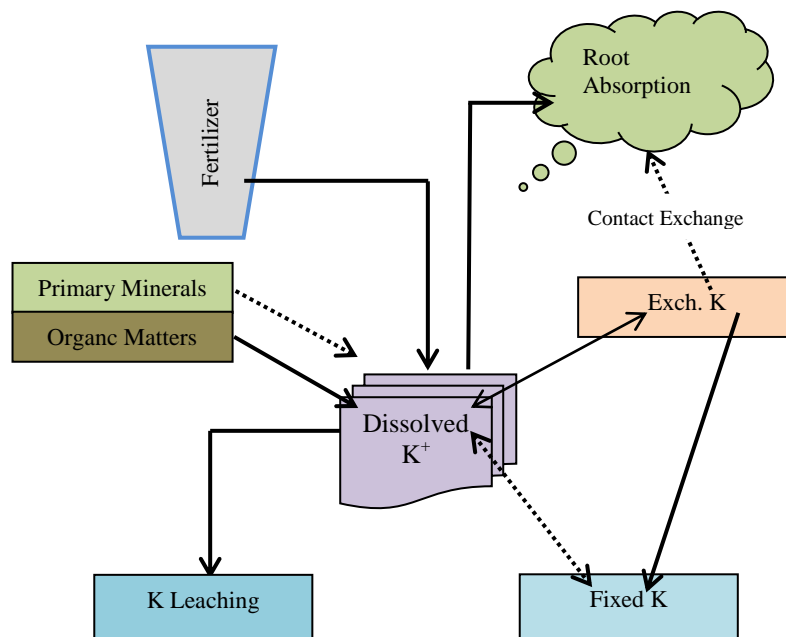 Root
Absorption
Fertilizer
Contact Exchange
Primary Minerals
Exch. K
Organc Matters
Dissolved
K⁺
K Leaching
Fixed K